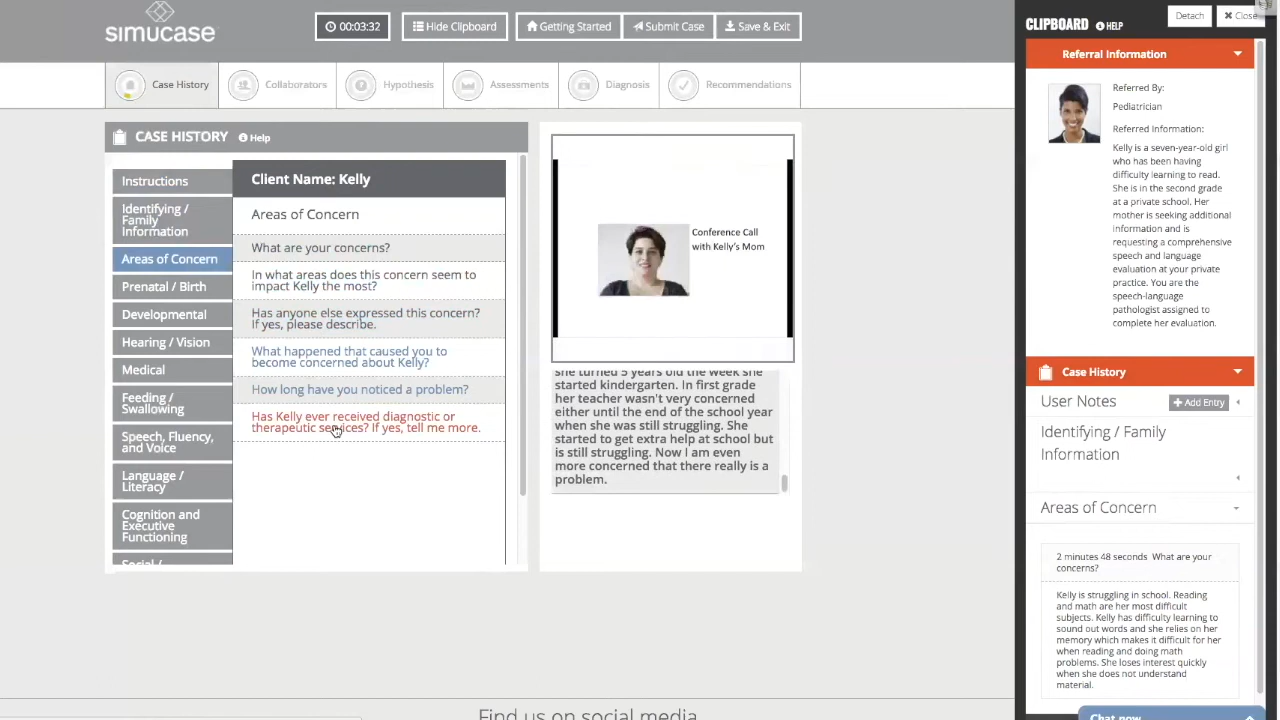 simucase
00:03:32
Hide Clipboard
Getting Started
Submit Case
Save & Exit
Case History
Collaborators
Hypothesis
Assessments
Diagnosis
Recommendations
CASE HISTORY
Help
Instructions
Identifying /
Family
Information
Areas of Concern
Prenatal / Birth
Developmental
Hearing / Vision
Medical
Feeding /
Swallowing
Speech, Fluency,
and Voice
Language /
Literacy
Cognition and
Executive
Functioning
Social /
Client Name: Kelly
Areas of Concern
What are your concerns?
In what areas does this concern seem to
impact Kelly the most?
Has anyone else expressed this concern?
If yes, please describe.
What happened that caused you to
become concerned about Kelly?
How long have you noticed a problem?
Has Kelly ever received diagnostic or
therapeutic services? If yes, tell me more.
Conference Call
with Kelly's Mom
she turned 5 years old the week she
started kindergarten. In first grade
her teacher wasn't very concerned
either until the end of the school year
when she was still struggling. She
started to get extra help at school but
is still struggling. Now I am even
more concerned that there really is a
problem.
Find us on social media
CLIPBOARD
HELP
Detach
Close
Referral Information
Referred By:
Pediatrician
Referred Information:
Kelly is a seven-year-old girl
who has been having
difficulty learning to read.
She is in the second grade
at a private school. Her
mother is seeking additional
information and is
requesting a comprehensive
speech and language
evaluation at your private
practice. You are the
speech-language
pathologist assigned to
complete her evaluation.
Case History
User Notes
Add Entry
Identifying / Family
Information
Areas of Concern
2 minutes 48 seconds What are your
concerns?
Kelly is struggling in school. Reading
and math are her most difficult
subjects. Kelly has difficulty learning to
sound out words and she relies on her
memory which makes it difficult for her
when reading and doing math
problems. She loses interest quickly
when she does not understand
material.
Chat now